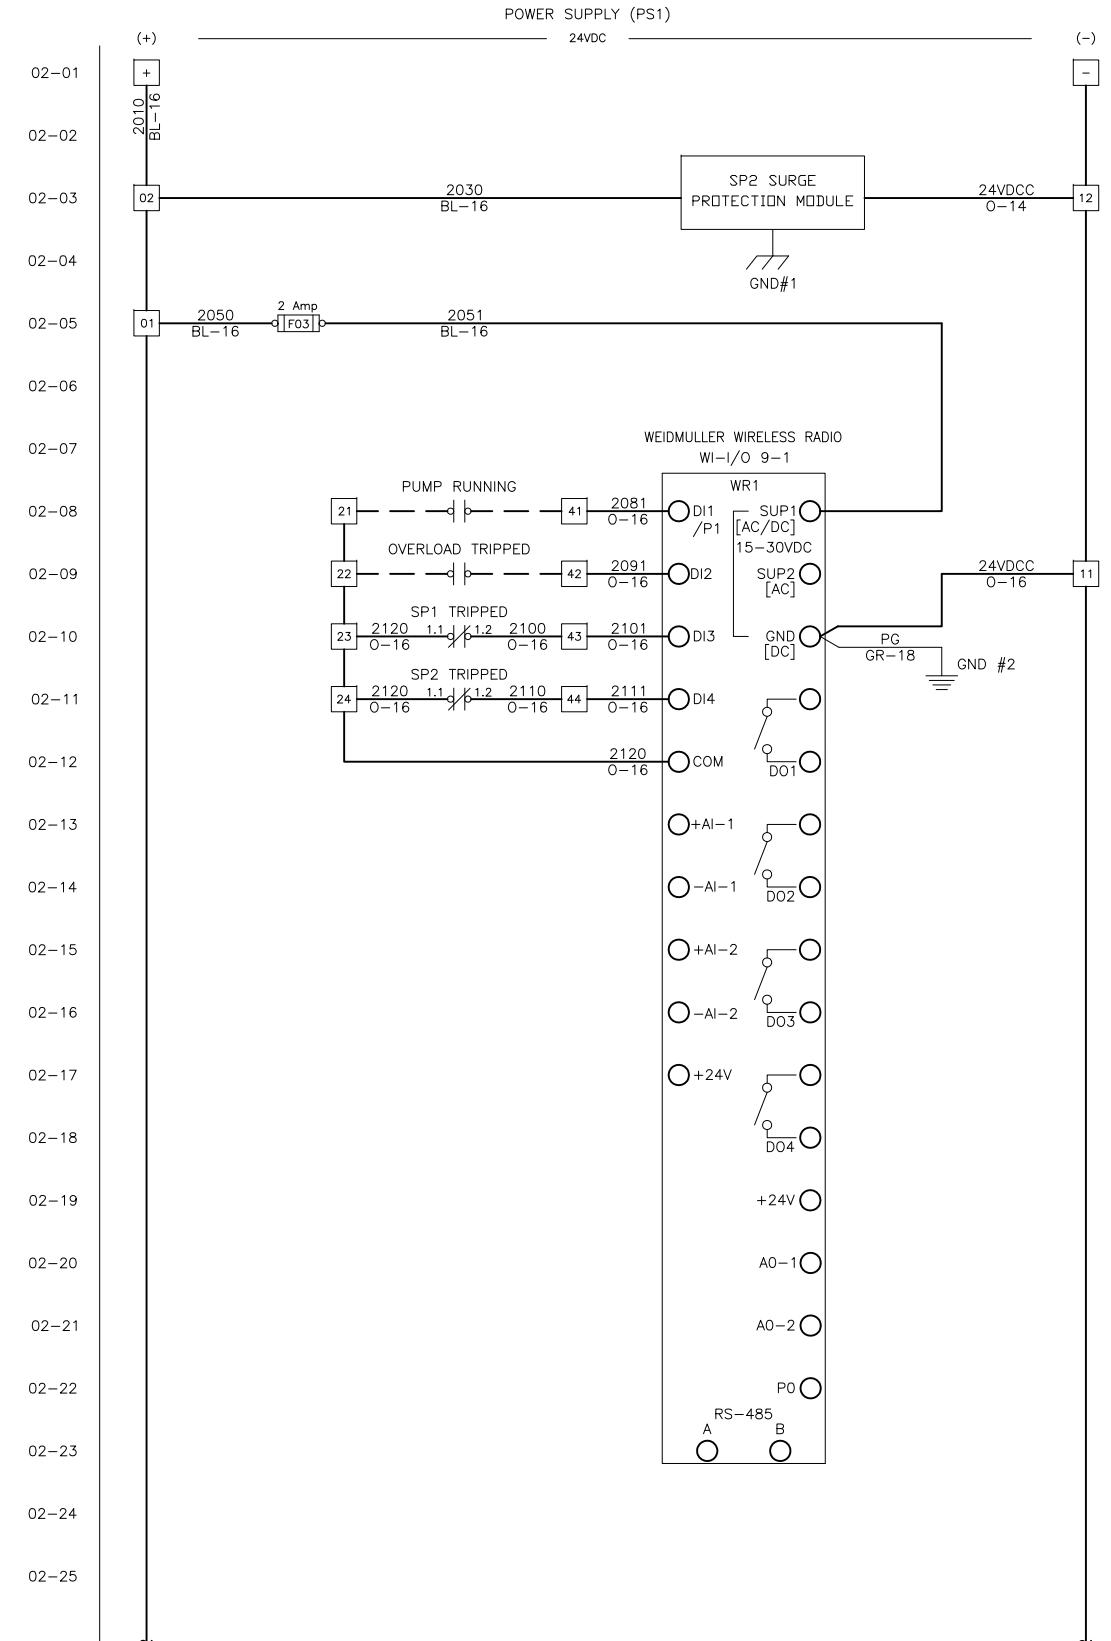 POWER SUPPLY (PS1)
(+) 24VDC (-)
02-01 + -
2010
BL-16
02-02
SP2 SURGE
PROTECTION MODULE
02-03 02 2030 24VDCC 12
BL-16 O-14
02-04
GND#1
2 Amp
02-05 01 2050 F03 2051
BL-16 BL-16
02-06
02-07
WEIDMULLER WIRELESS RADIO
WI-I/O 9-1
WR1
PUMP RUNNING
02-08 21 41 2081 DI1 SUP1
O-16 /P1 [AC/DC]
15-30VDC
OVERLOAD TRIPPED
02-09 22 42 2091 DI2 SUP2 24VDCC 11
O-16 [AC] O-16
SP1 TRIPPED
02-10 23 2120 1.1 1.2 2100 43 2101 DI3 GND PG
O-16 O-16 O-16 [DC] GR-18
GND #2
SP2 TRIPPED
02-11 24 2120 1.1 1.2 2110 44 2111 DI4
O-16 O-16 O-16
02-12 2120 COM
O-16 DO1
02-13 +AI-1
02-14 -AI-1
DO2
02-15 +AI-2
02-16 -AI-2
DO3
02-17 +24V
02-18
DO4
02-19 +24V
02-20 AO-1
02-21 AO-2
02-22 PO
RS-485
A B
02-23
02-24
02-25